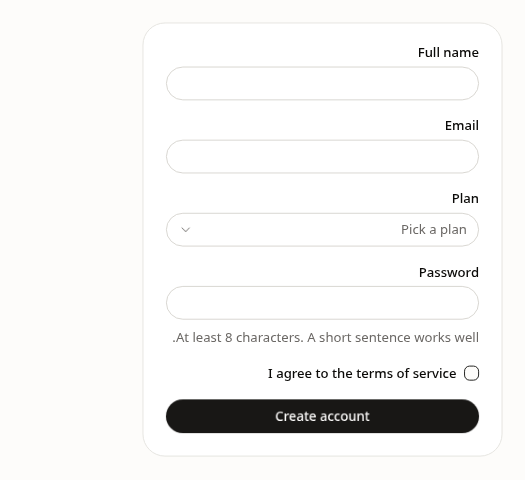 Full name
Email
Plan
Pick a plan
Password
At least 8 characters. A short sentence works well.
I agree to the terms of service
Create account